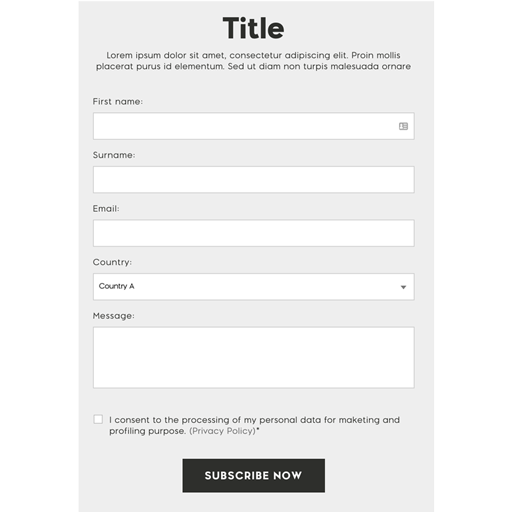 Title
Lorem ipsum dolor sit amet, consectetur adipiscing elit. Proin mollis
placerat purus id elementum. Sed ut diam non turpis malesuada ornare
First name:
Surname:
Email:
Country:
Country A
Message:
I consent to the processing of my personal data for maketing and
profiling purpose. (Privacy Policy)*
SUBSCRIBE NOW